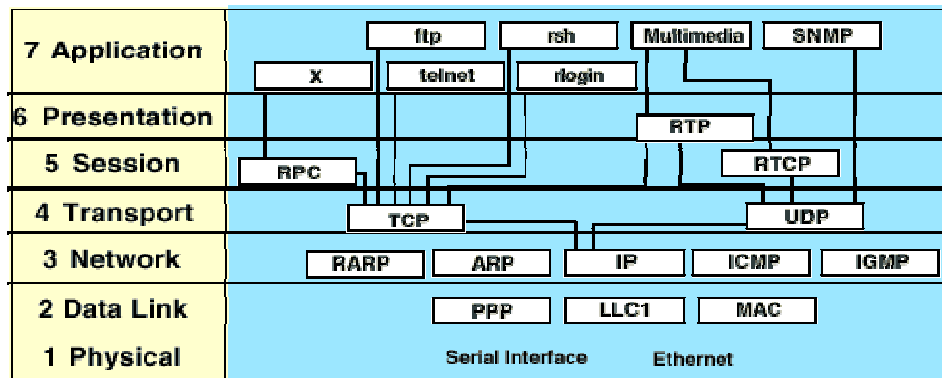 7 Application
ftp
rsh
Multimedia
SNMP
X
telnet
rlogin
6 Presentation
RTP
5 Session
RPC
RTCP
4 Transport
TCP
UDP
3 Network
RARP
ARP
IP
ICMP
IGMP
2 Data Link
PPP
LLC1
MAC
1 Physical
Serial Interface
Ethernet